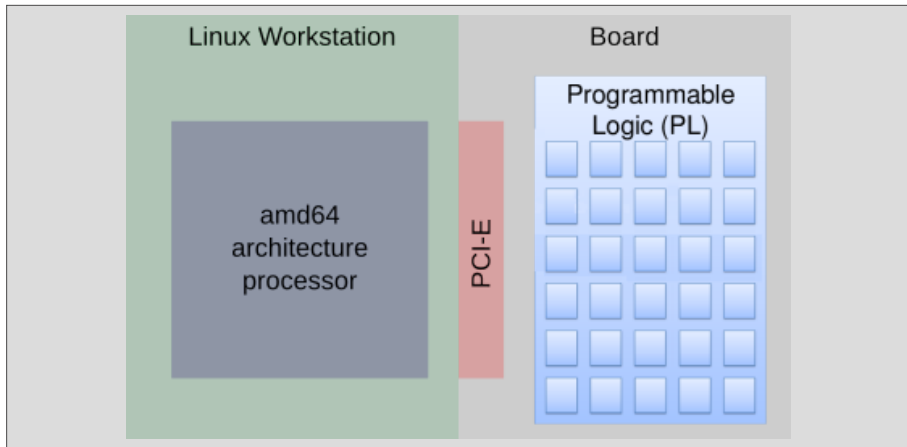 Linux Workstation
Board
Programmable
Logic (PL)
amd64
architecture
processor
PCI-E